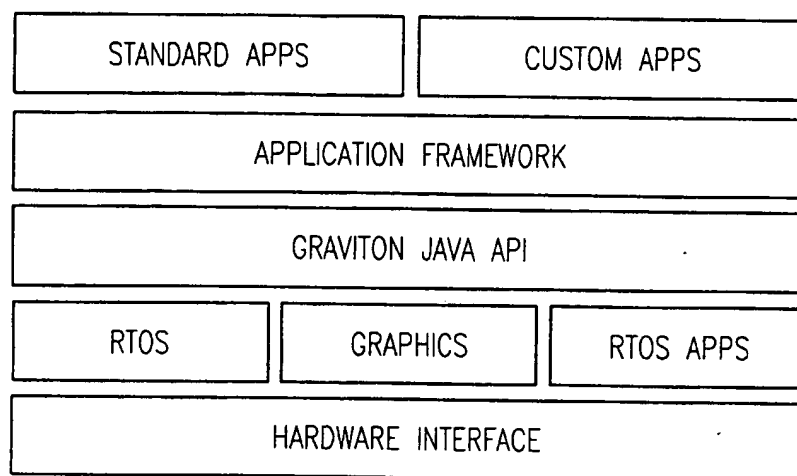 STANDARD APPS
CUSTOM APPS
APPLICATION FRAMEWORK
GRAVITON JAVA API
RTOS
GRAPHICS
RTOS APPS
HARDWARE INTERFACE